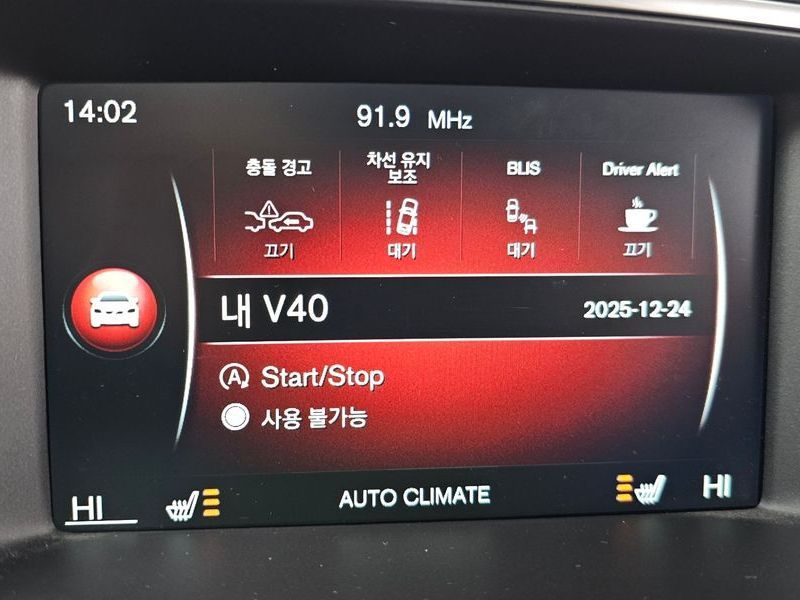 14:02
91.9 MHz
충돌 경고
차선 유지
보조
BLIS
Driver Alert
끄기
대기
대기
끄기
내 V40
2025-12-24
A Start/Stop
사용 불가능
HI
AUTO CLIMATE
HI